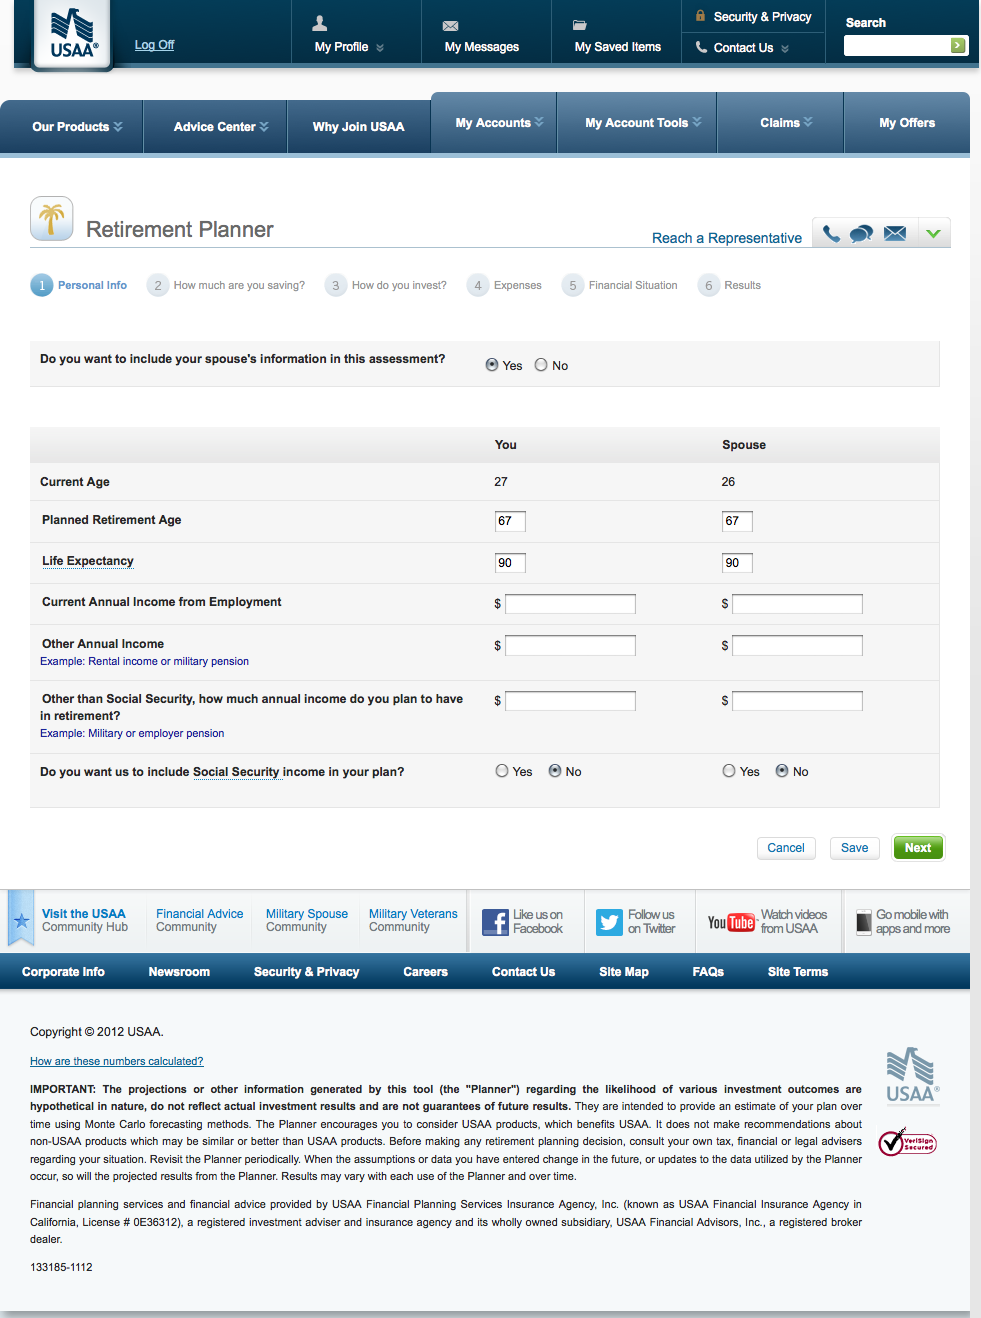 USAA®
Log Off
My Profile
My Messages
My Saved Items
Security & Privacy
Contact Us
Search
Our Products
Advice Center
Why Join USAA
My Accounts
My Account Tools
Claims
My Offers
Retirement Planner
Reach a Representative
1 Personal Info
2 How much are you saving?
3 How do you invest?
4 Expenses
5 Financial Situation
6 Results
Do you want to include your spouse's information in this assessment?
Yes No
You Spouse
Current Age 27 26
Planned Retirement Age 67 67
Life Expectancy 90 90
Current Annual Income from Employment $ $
Other Annual Income $ $
Example: Rental income or military pension
Other than Social Security, how much annual income do you plan to have $ $
in retirement?
Example: Military or employer pension
Do you want us to include Social Security income in your plan? Yes No Yes No
Cancel Save Next
Visit the USAA
Community Hub
Financial Advice
Community
Military Spouse
Community
Military Veterans
Community
f Like us on
Facebook
Follow us
on Twitter
YouTube Watch videos
from USAA
Go mobile with
apps and more
Corporate Info Newsroom Security & Privacy Careers Contact Us Site Map FAQs Site Terms
Copyright © 2012 USAA.
How are these numbers calculated?
IMPORTANT: The projections or other information generated by this tool (the "Planner") regarding the likelihood of various investment outcomes are
hypothetical in nature, do not reflect actual investment results and are not guarantees of future results. They are intended to provide an estimate of your plan over
time using Monte Carlo forecasting methods. The Planner encourages you to consider USAA products, which benefits USAA. It does not make recommendations about
non-USAA products which may be similar or better than USAA products. Before making any retirement planning decision, consult your own tax, financial or legal advisers
regarding your situation. Revisit the Planner periodically. When the assumptions or data you have entered change in the future, or updates to the data utilized by the Planner
occur, so will the projected results from the Planner. Results may vary with each use of the Planner and over time.
Financial planning services and financial advice provided by USAA Financial Planning Services Insurance Agency, Inc. (known as USAA Financial Insurance Agency in
California, License # 0E36312), a registered investment adviser and insurance agency and its wholly owned subsidiary, USAA Financial Advisors, Inc., a registered broker
dealer.
133185-1112
USAA®
VeriSign
Secured